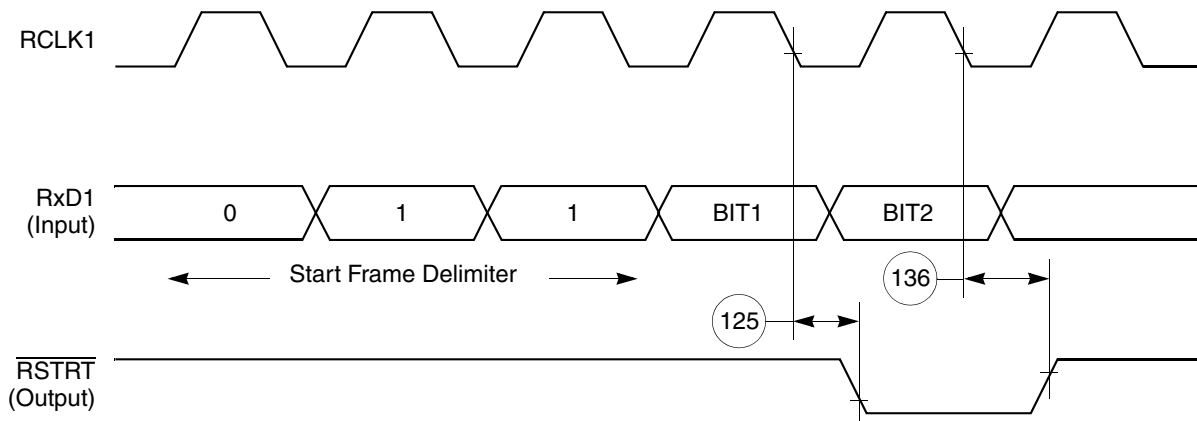 RCLK1
RxD1
(Input)
0
1
1
BIT1
BIT2
Start Frame Delimiter
136
125
RSTRT
(Output)